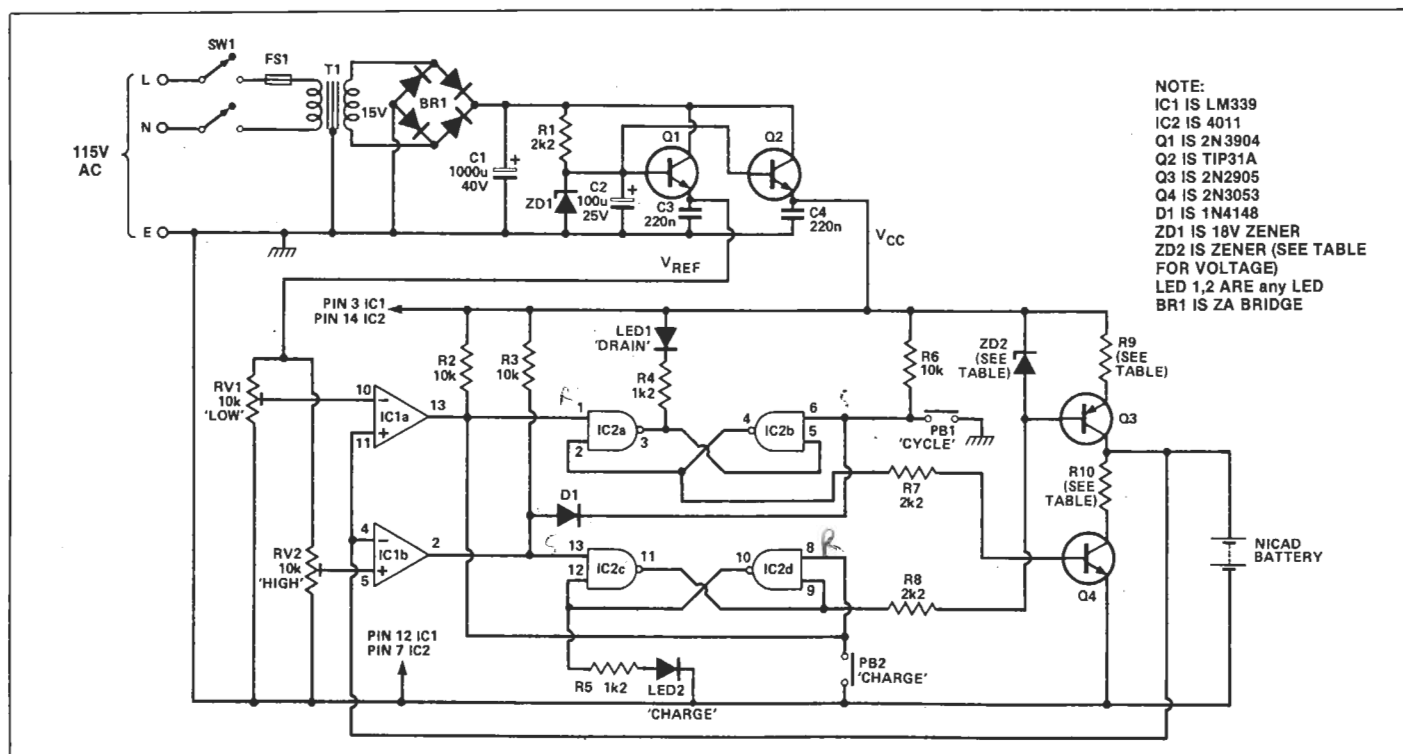 SW1
FS1
T1
L
N
115V
AC
E
15V
BR1
C1
1000u
40V
+
R1
2k2
ZD1
C2
100u
25V
+
Q1
C3
220n
Q2
C4
220n
VREF
VCC
NOTE:
IC1 IS LM339
IC2 IS 4011
Q1 IS 2N3904
Q2 IS TIP31A
Q3 IS 2N2905
Q4 IS 2N3053
D1 IS 1N4148
ZD1 IS 18V ZENER
ZD2 IS ZENER (SEE TABLE
FOR VOLTAGE)
LED 1,2 ARE any LED
BR1 IS ZA BRIDGE
PIN 3 IC1
PIN 14 IC2
RV1
10k
'LOW'
10
−
IC1a
13
11
+
R2
10k
R3
10k
LED1
'DRAIN'
R4
1k2
R6
10k
ZD2
(SEE
TABLE)
R9
(SEE
TABLE)
Q3
1
IC2a
3
2
4
IC2b
6
5
PB1
'CYCLE'
R7
2k2
R10
(SEE
TABLE)
D1
RV2
10k
'HIGH'
4
−
IC1b
2
5
+
13
IC2c
11
12
10
IC2d
8
R
9
R8
2k2
Q4
NICAD
BATTERY
PIN 12 IC1
PIN 7 IC2
R5 1k2
LED2
'CHARGE'
PB2
'CHARGE'